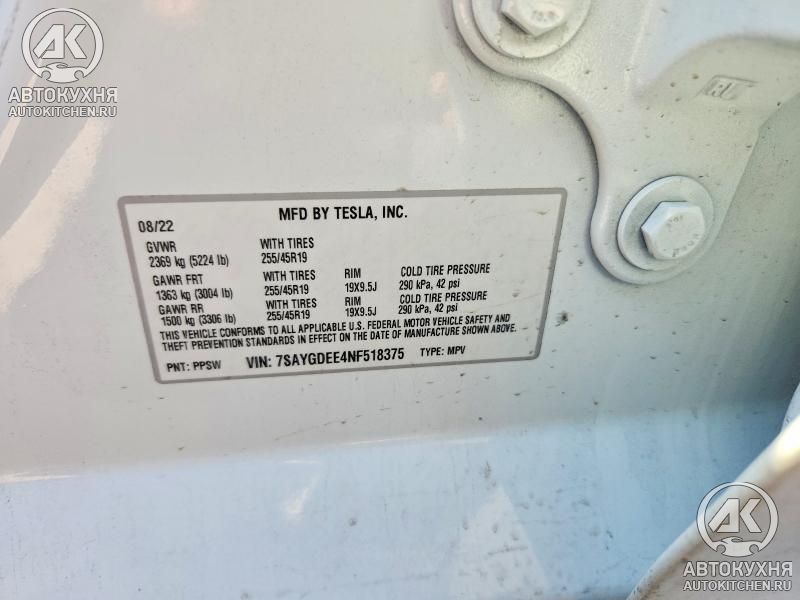 АК
АВТОКУХНЯ
AUTOKITCHEN.RU
MFD BY TESLA, INC.
08/22
GVWR WITH TIRES
2369 kg (5224 lb) 255/45R19
GAWR FRT WITH TIRES RIM COLD TIRE PRESSURE
1363 kg (3004 lb) 255/45R19 19X9.5J 290 kPa, 42 psi
GAWR RR WITH TIRES RIM COLD TIRE PRESSURE
1500 kg (3306 lb) 255/45R19 19X9.5J 290 kPa, 42 psi
THIS VEHICLE CONFORMS TO ALL APPLICABLE U.S. FEDERAL MOTOR VEHICLE SAFETY AND
THEFT PREVENTION STANDARDS IN EFFECT ON THE DATE OF MANUFACTURE SHOWN ABOVE.
PNT: PPSW VIN: 7SAYGDEE4NF518375 TYPE: MPV
АК
АВТОКУХНЯ
AUTOKITCHEN.RU